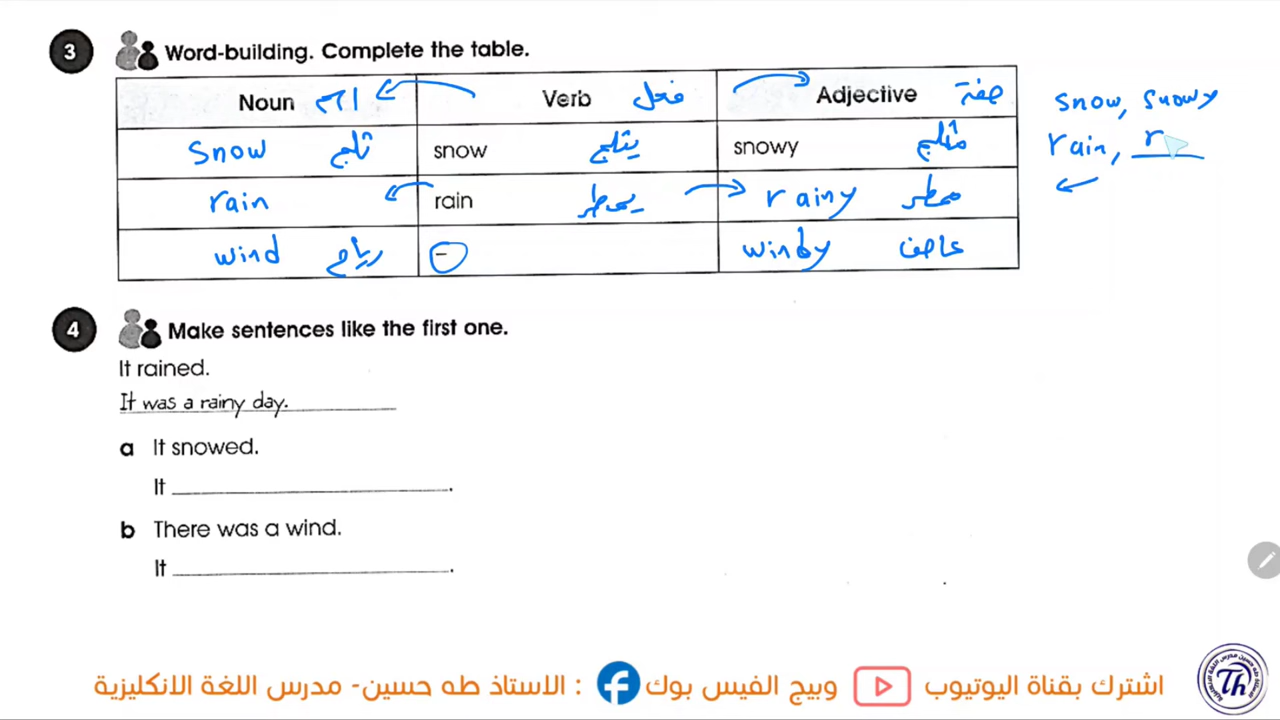 3 Word-building. Complete the table.
Noun اسم Verb فعل Adjective صفة
snow, snowy
snow ثلج snow يثلج snowy مثلج
rain, r
rain rain يمطر rainy ممطر
wind رياح - windy عاصف
4 Make sentences like the first one.
It rained.
It was a rainy day.
a It snowed.
It ____________.
b There was a wind.
It ____________.
اشترك بقناة اليوتيوب وبيج الفيس بوك : الاستاذ طه حسين- مدرس اللغة الانكليزية
Th